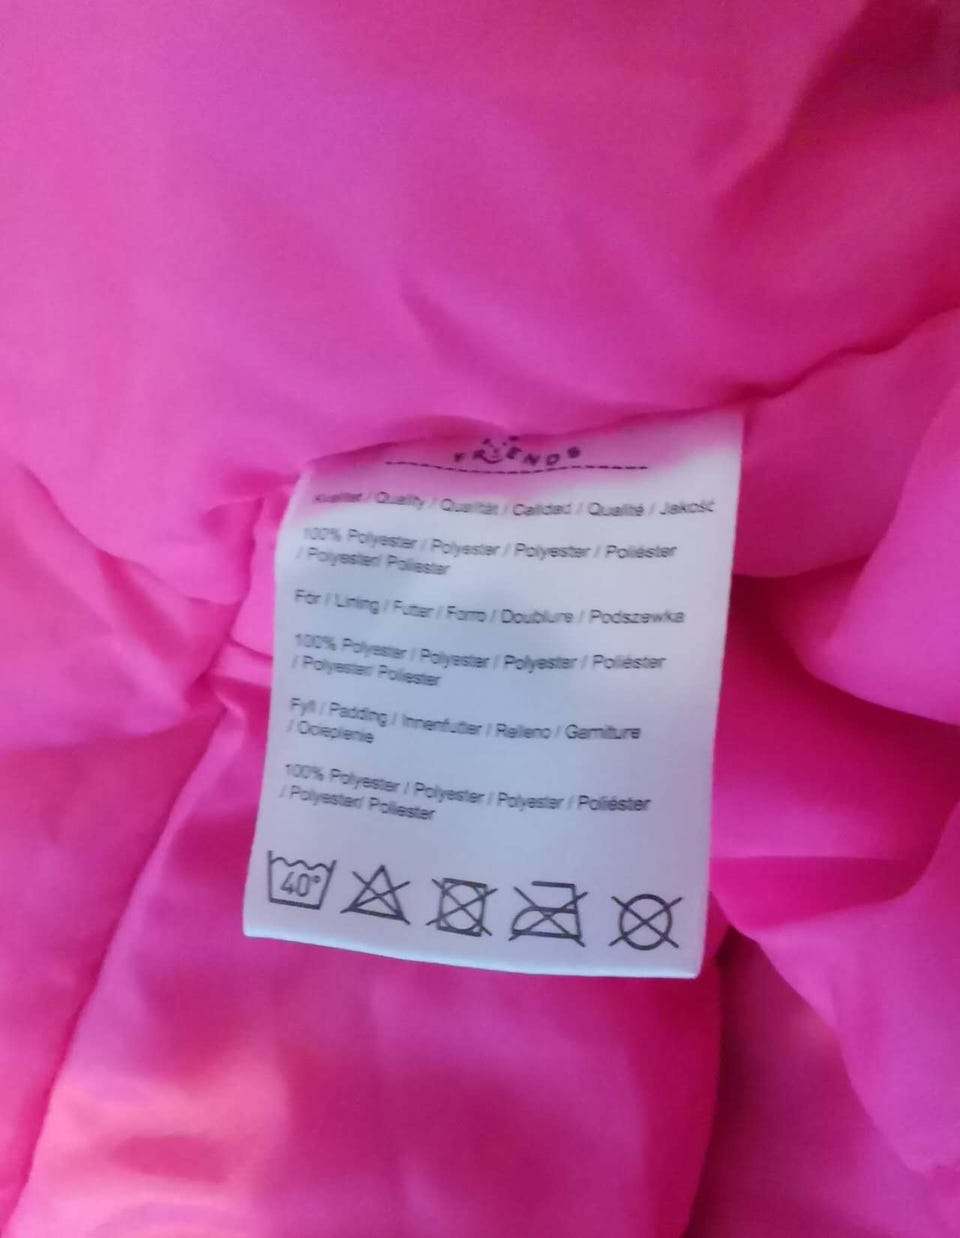 FRIENDS
Kvalitet / Quality / Qualität / Calidad / Qualité / Jakość
100% Polyester / Polyester / Polyester / Poliéster
/ Polyester/ Poliester
Fór / Lining / Futter / Forro / Doublure / Podszewka
100% Polyester / Polyester / Polyester / Poliéster
/ Polyester/ Poliester
Fyll / Padding / Innenfutter / Relleno / Garniture
/ Ocieplenie
100% Polyester / Polyester / Polyester / Poliéster
/ Polyester/ Poliester
40°